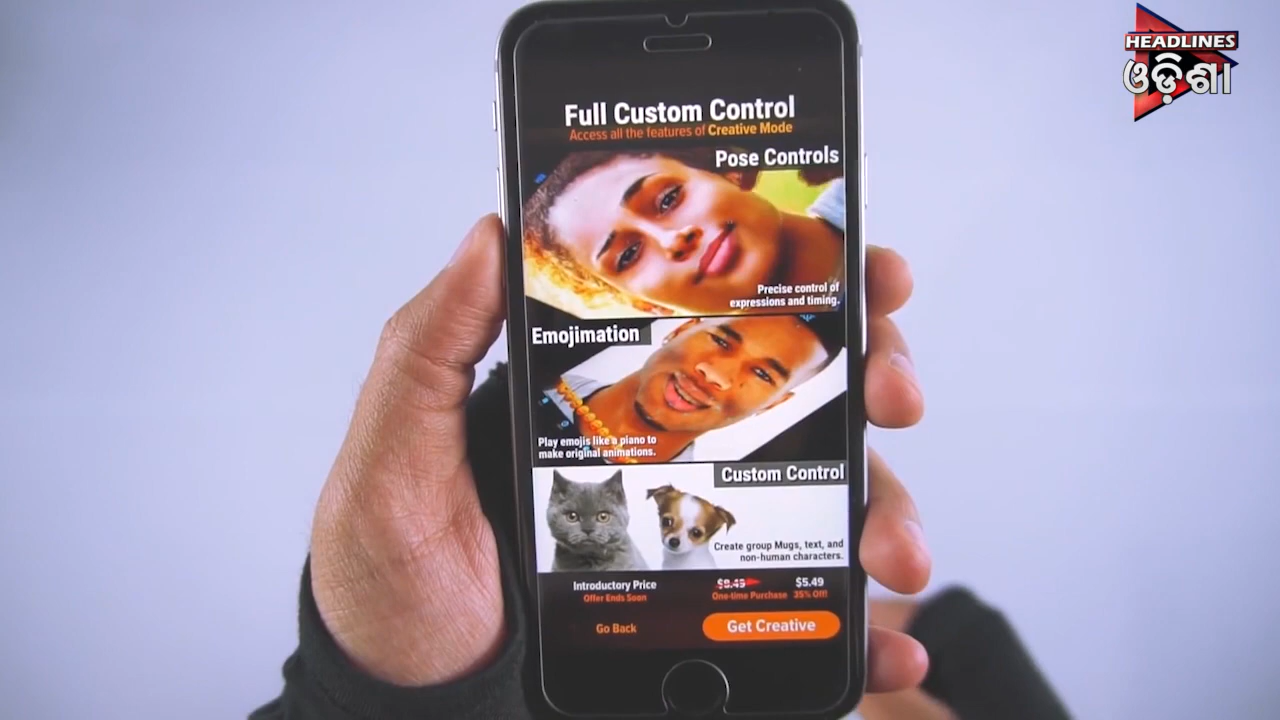 HEADLINES
ଓଡ଼ିଶା
Full Custom Control
Access all the features of Creative Mode
Pose Controls
Precise control of
expressions and timing.
Emojimation
Play emojis like a piano to
make original animations.
Custom Control
Create group Mugs, text, and
non-human characters.
Introductory Price
Offer Ends Soon
$8.49
One-time Purchase
$5.49
35% Off!
Go Back
Get Creative